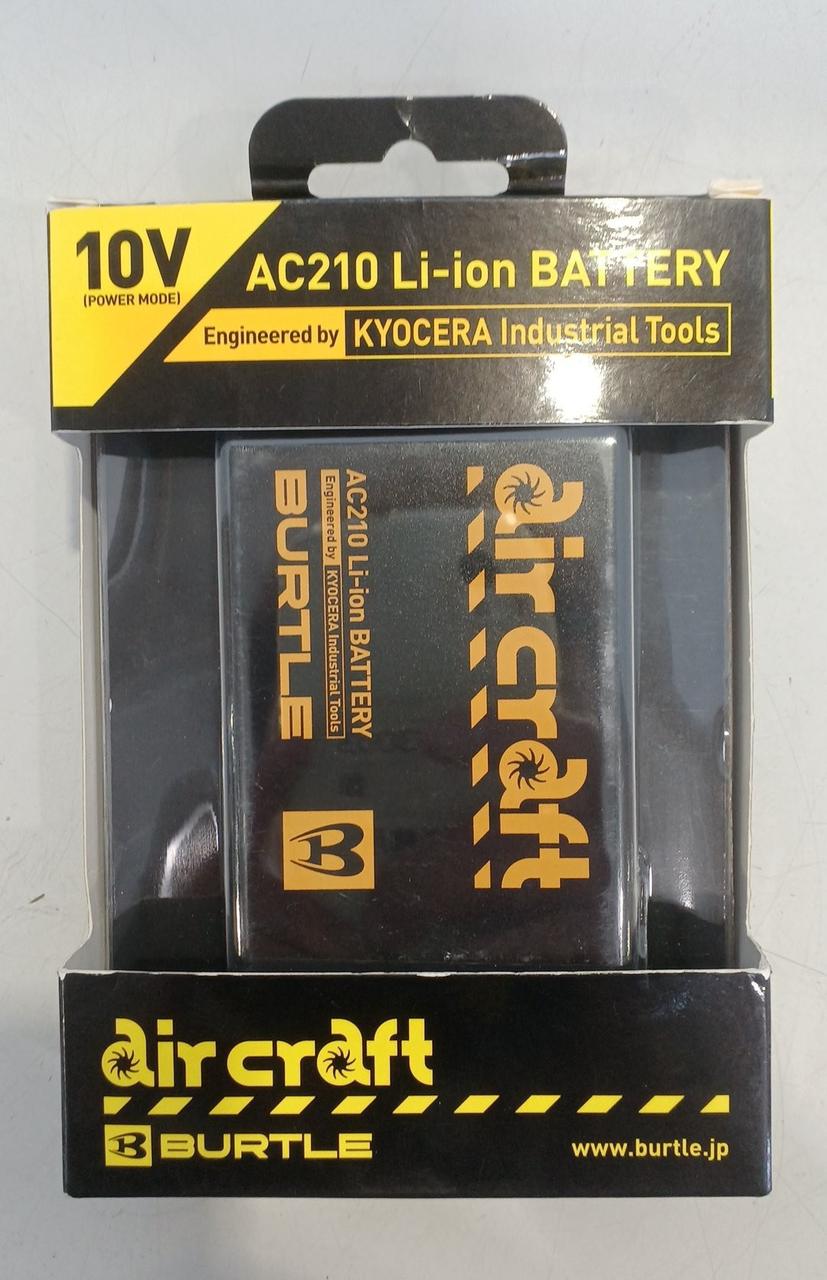 10V
(POWER MODE)
AC210 Li-ion BATTERY
Engineered by KYOCERA Industrial Tools
air craft
AC210 Li-ion BATTERY
Engineered by KYOCERA Industrial Tools
BURTLE
air craft
BURTLE
www.burtle.jp